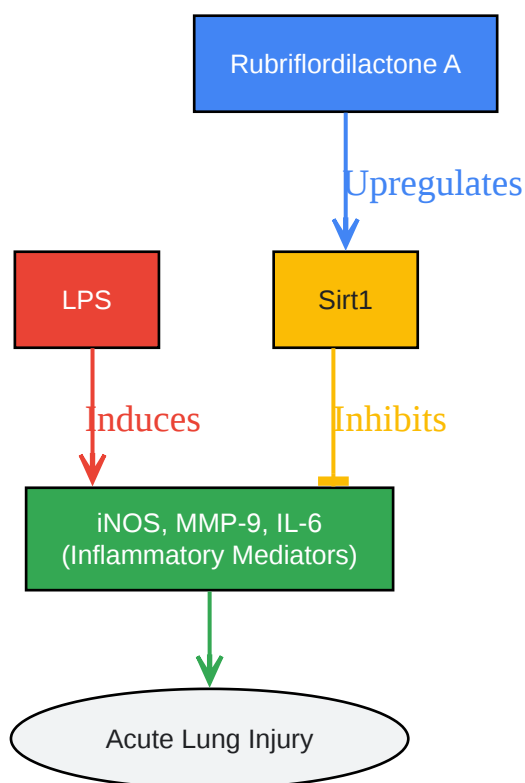 Rubriflordilactone A
Upregulates
LPS
Sirt1
Induces
Inhibits
iNOS, MMP-9, IL-6
(Inflammatory Mediators)
Acute Lung Injury